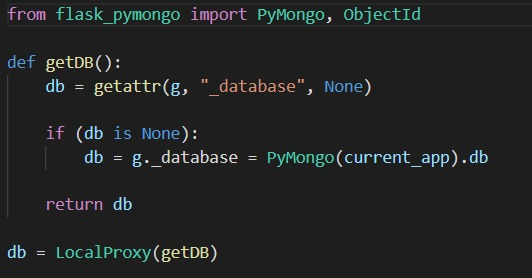 from flask_pymongo import PyMongo, ObjectId
def getDB():
    db = getattr(g, "_database", None)
    if (db is None):
        db = g._database = PyMongo(current_app).db
    return db
db = LocalProxy(getDB)